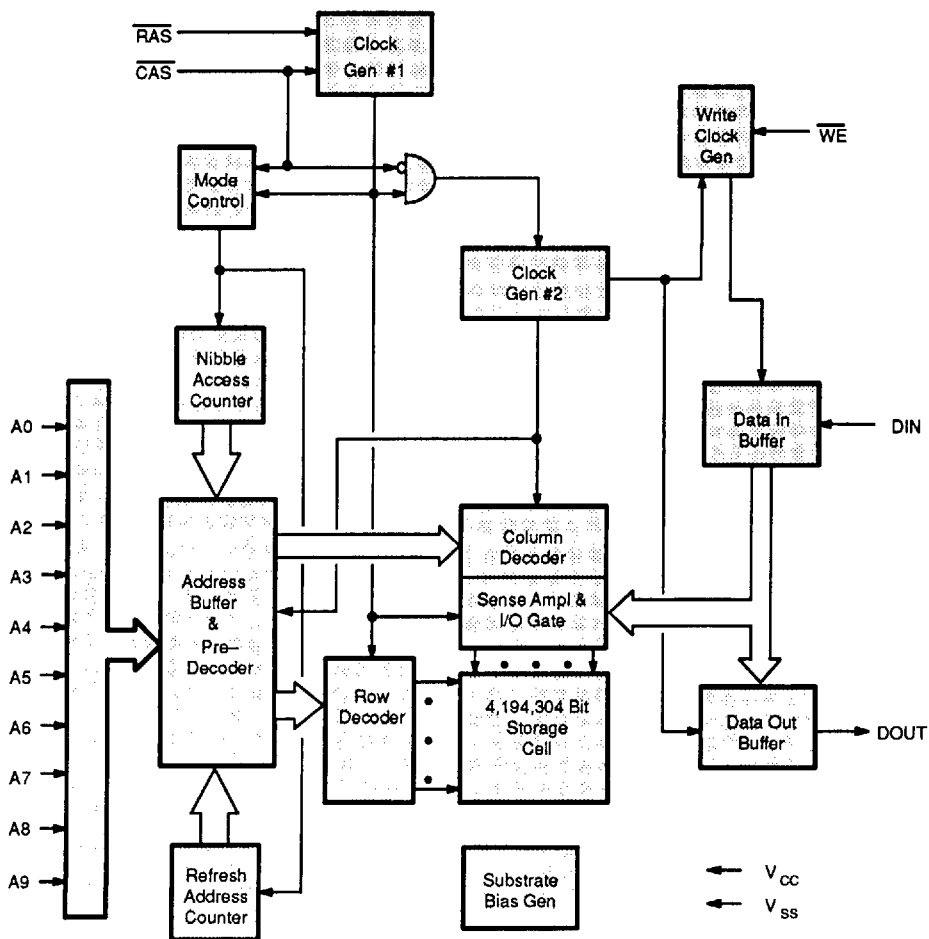 RAS
CAS
Clock
Gen #1
Write
Clock
Gen
WE
Mode
Control
Clock
Gen #2
Nibble
Access
Counter
Data In
Buffer
DIN
A0
A1
A2
A3
A4
A5
A6
A7
A8
A9
Address
Buffer
&
Pre–
Decoder
Column
Decoder
Sense Ampl &
I/O Gate
Row
Decoder
4,194,304 Bit
Storage
Cell
Data Out
Buffer
DOUT
Refresh
Address
Counter
Substrate
Bias Gen
VCC
VSS